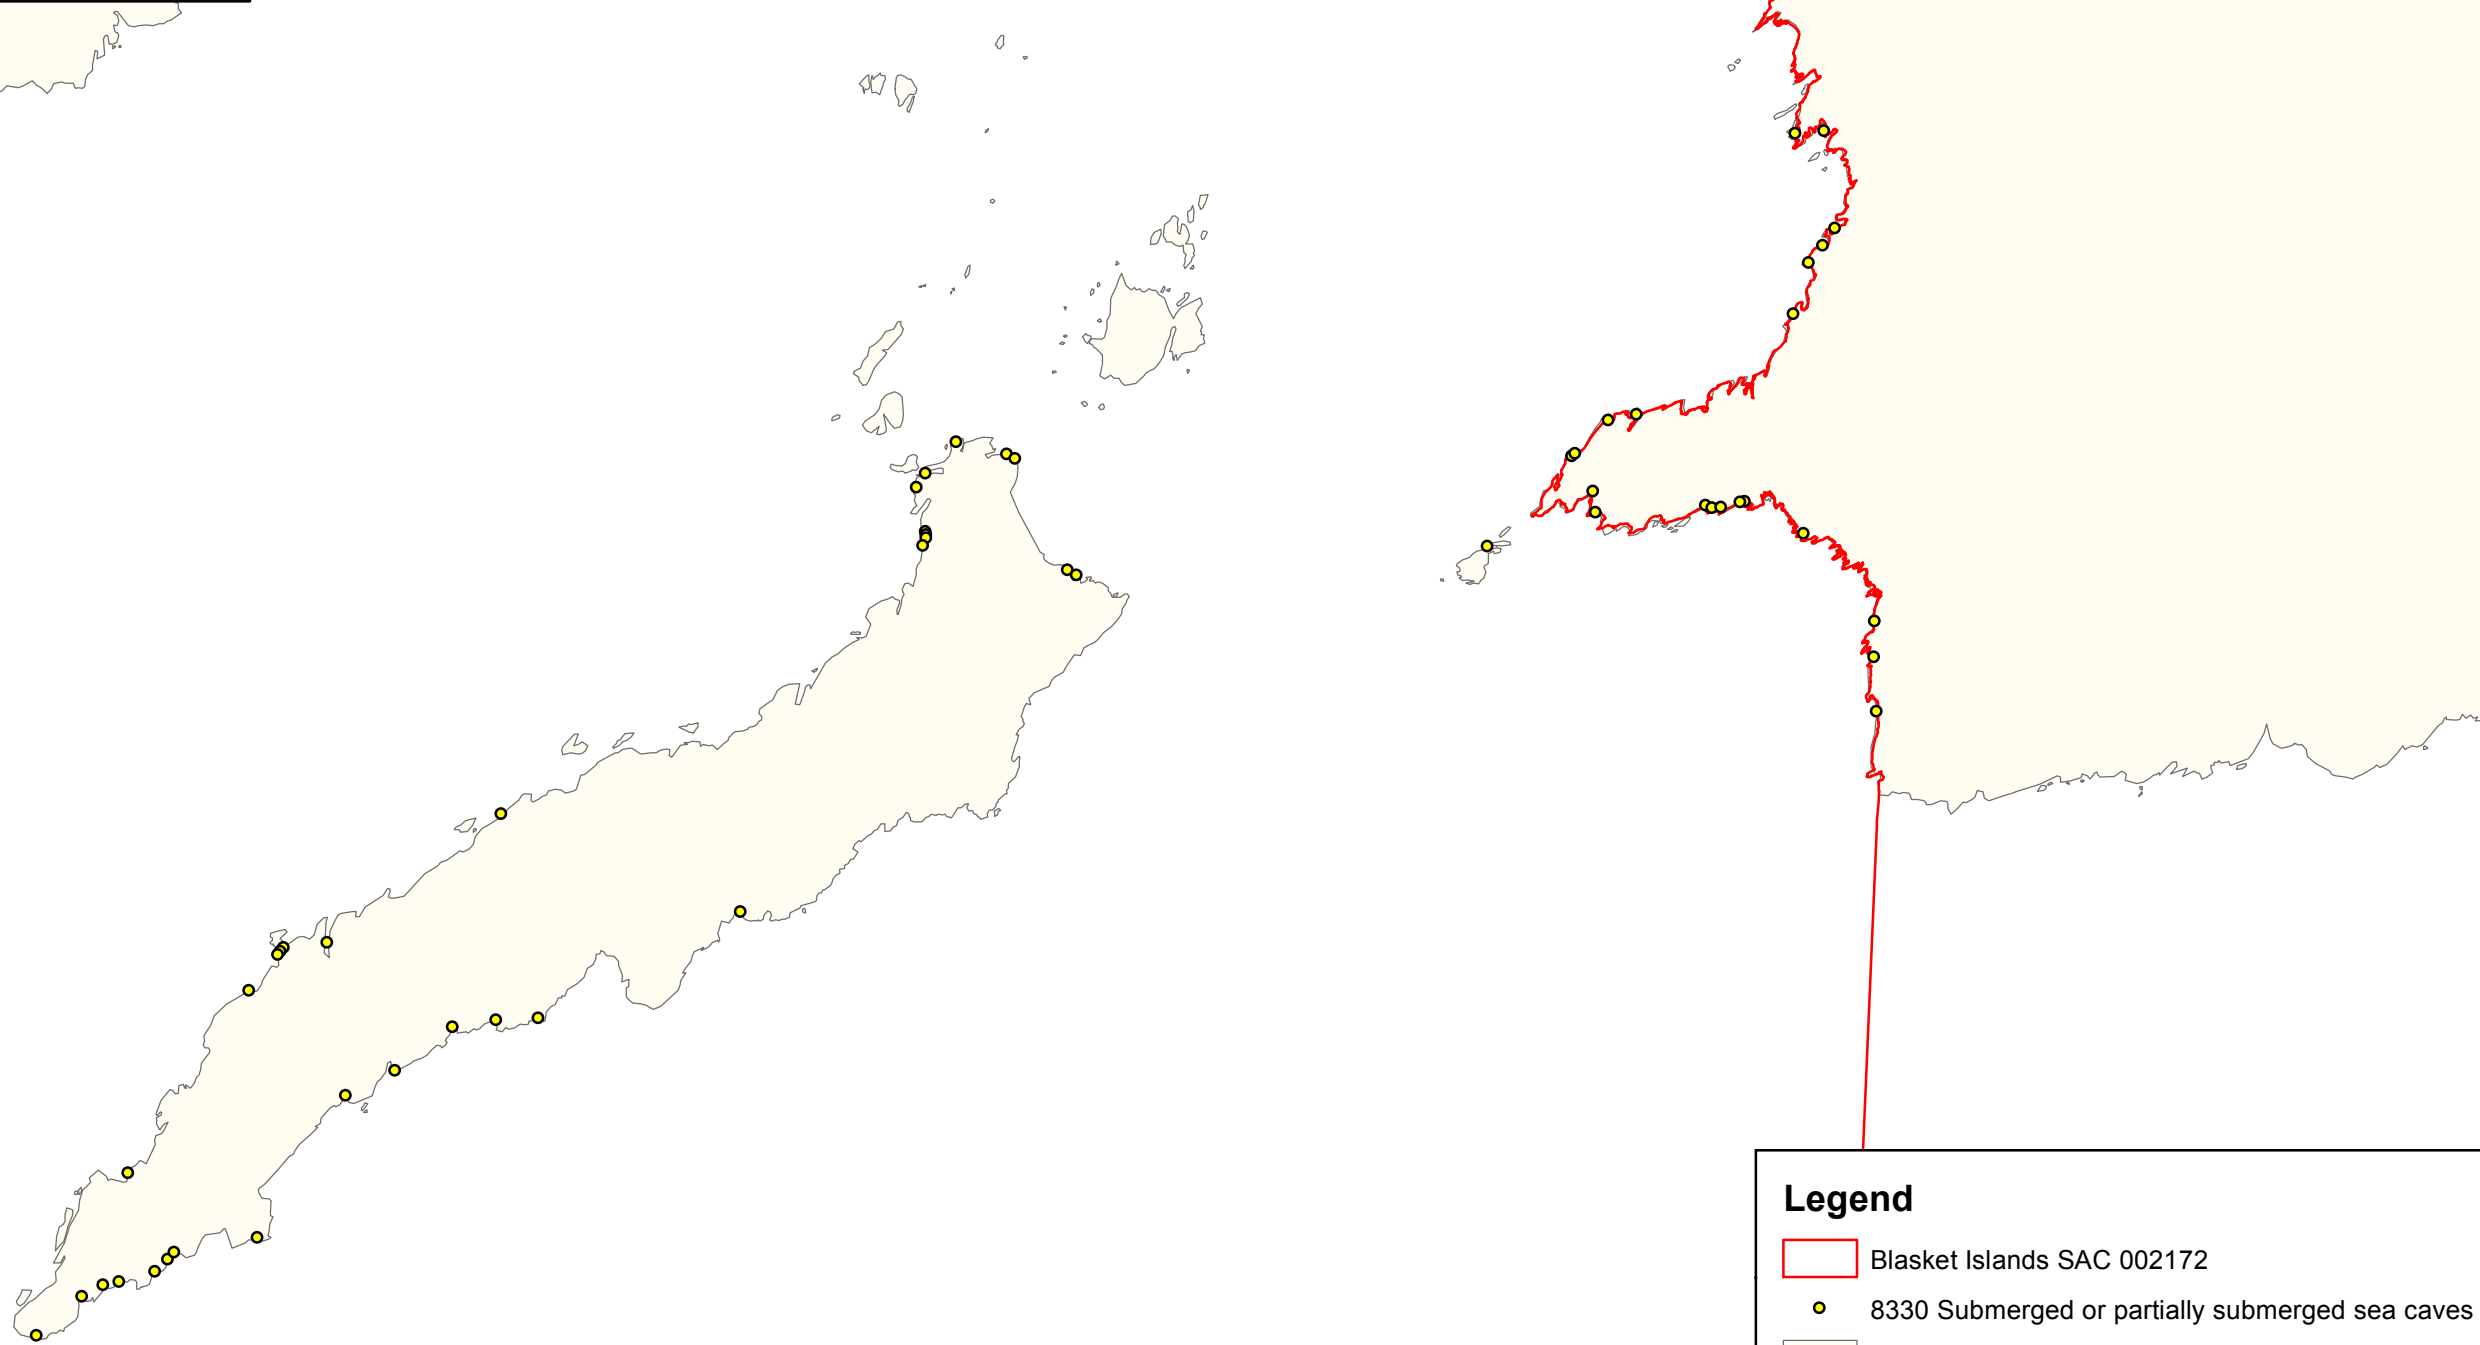 Legend
Blasket Islands SAC 002172
8330 Submerged or partially submerged sea caves